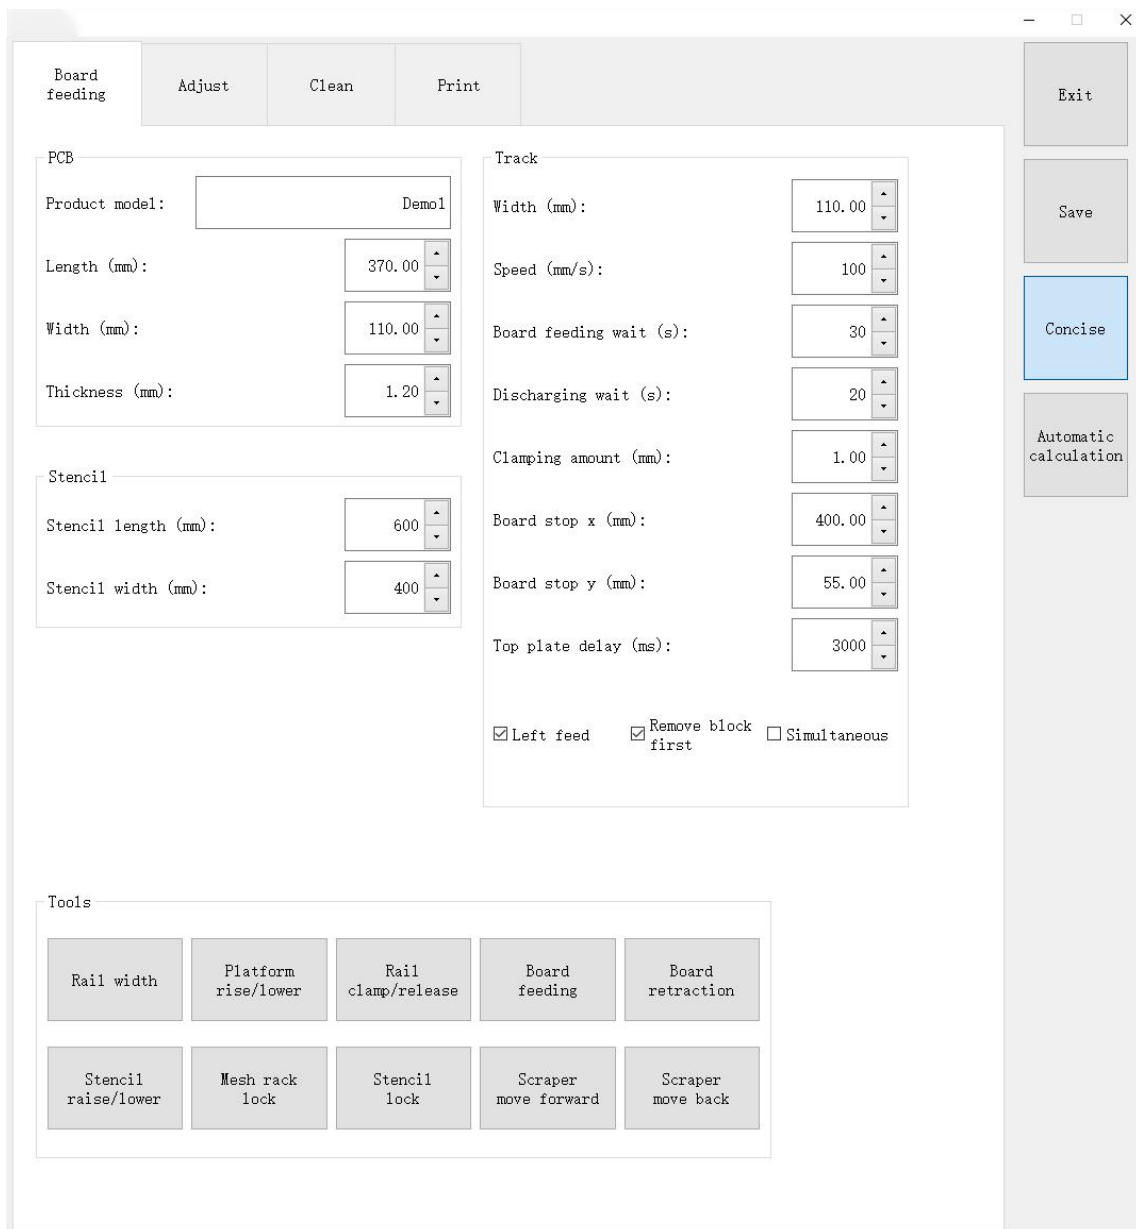 Board
feeding
Adjust
Clean
Print
Exit
Save
Concise
Automatic
calculation
PCB
Product model:
Demo1
Length (mm):
370.00
Width (mm):
110.00
Thickness (mm):
1.20
Stencil
Stencil length (mm):
600
Stencil width (mm):
400
Track
Width (mm):
110.00
Speed (mm/s):
100
Board feeding wait (s):
30
Discharging wait (s):
20
Clamping amount (mm):
1.00
Board stop x (mm):
400.00
Board stop y (mm):
55.00
Top plate delay (ms):
3000
Left feed
Remove block
first
Simultaneous
Tools
Rail width
Platform
rise/lower
Rail
clamp/release
Board
feeding
Board
retraction
Stencil
raise/lower
Mesh rack
lock
Stencil
lock
Scraper
move forward
Scraper
move back